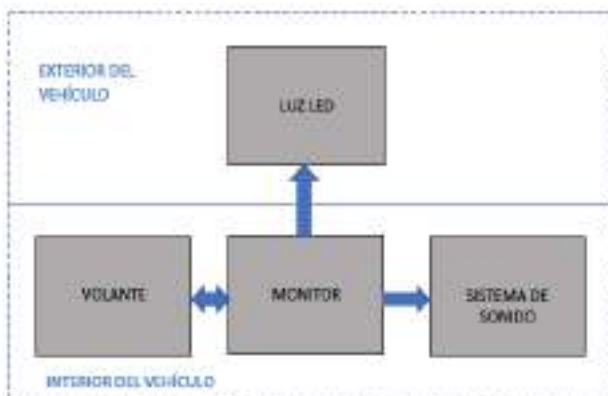 EXTERIOR DEL
VEHÍCULO
LUZ LED
VOLANTE
MONITOR
SISTEMA DE
SONIDO
INTERIOR DEL VEHÍCULO